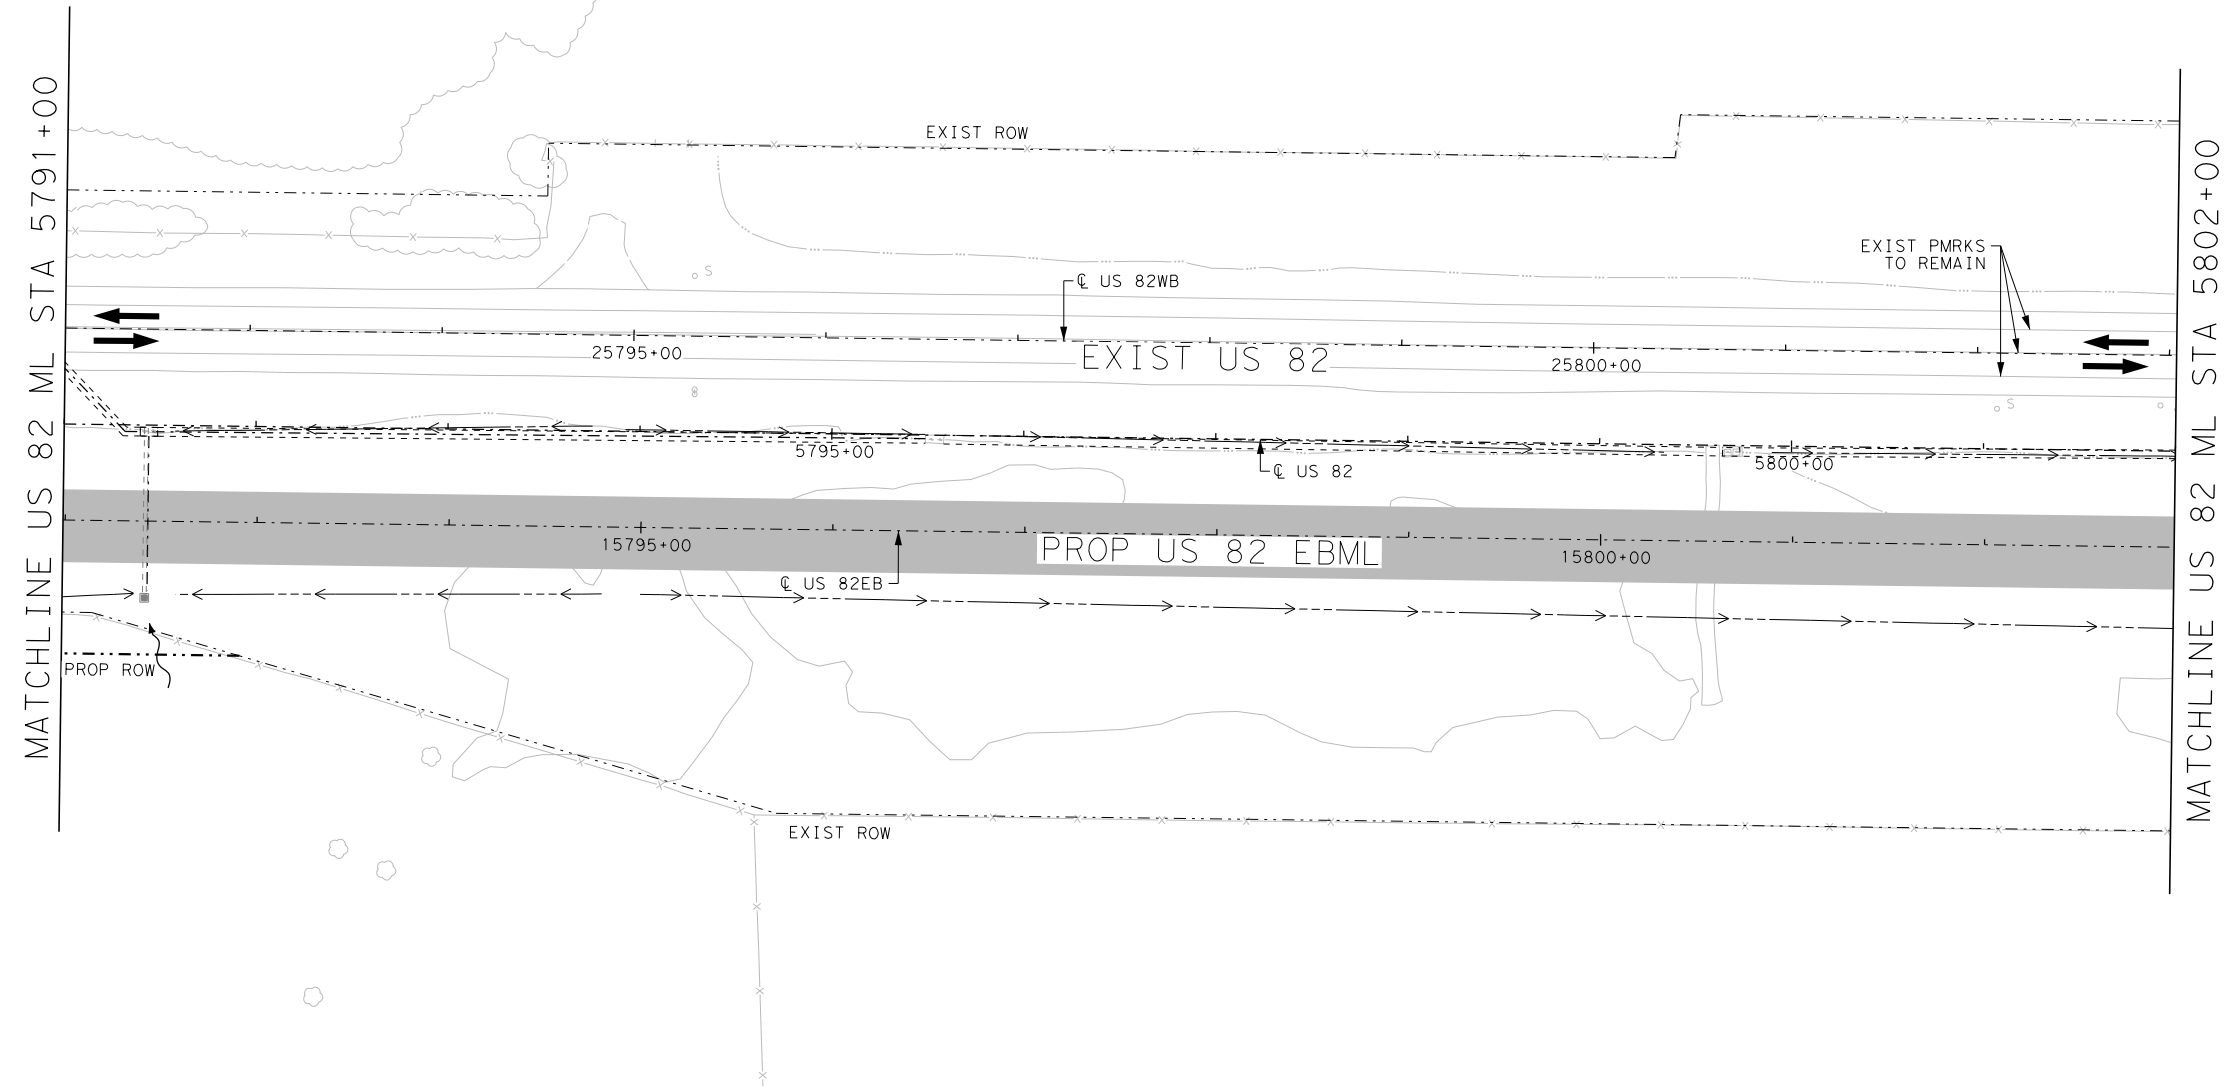 MATCHLINE US 82 ML STA 5791+00
EXIST ROW
EXIST PMRKS
TO REMAIN
S
℄ US 82WB
25795+00
EXIST US 82
25800+00
S
5795+00
℄ US 82
5800+00
15795+00
PROP US 82 EBML
15800+00
℄ US 82EB
PROP ROW
EXIST ROW
MATCHLINE US 82 ML STA 5802+00